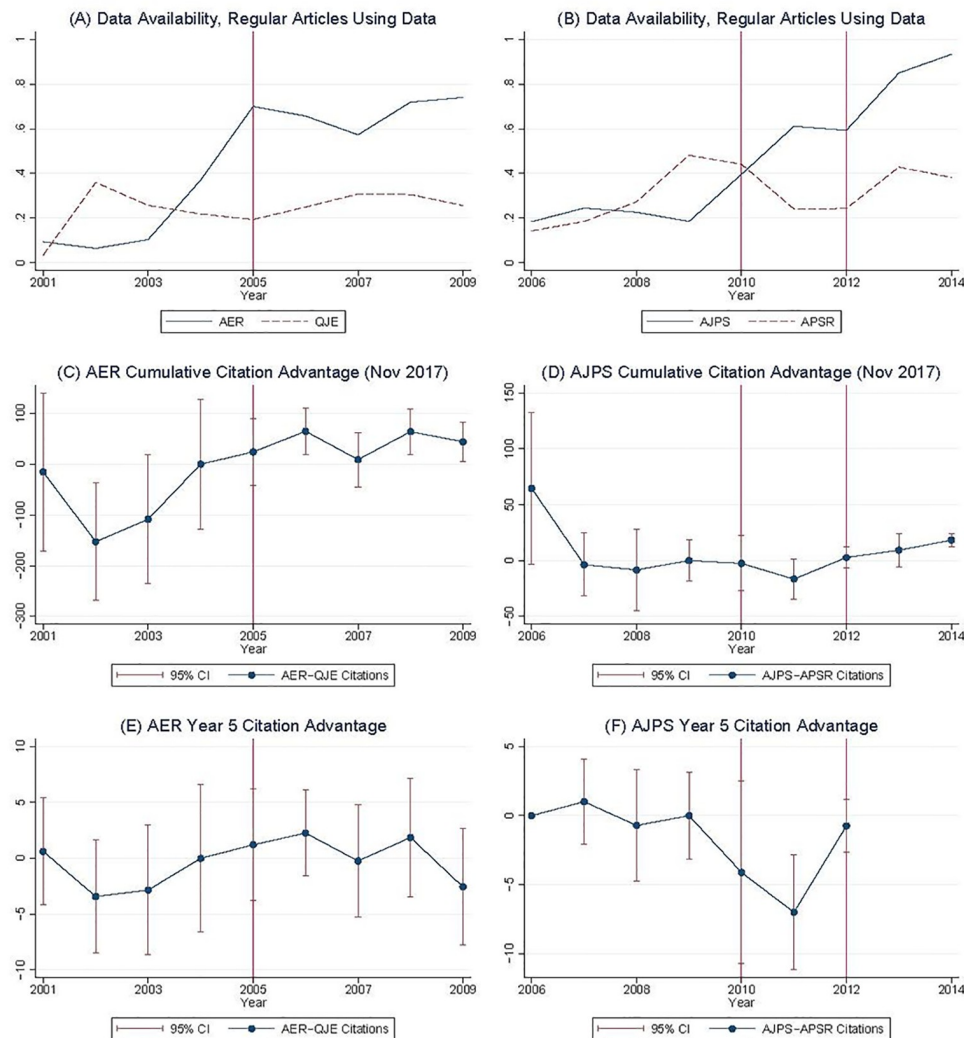 (A) Data Availability, Regular Articles Using Data
1
.8
.6
.4
.2
0
2001 2003 2005 2007 2009
Year
AER QJE
(B) Data Availability, Regular Articles Using Data
1
.8
.6
.4
.2
0
2006 2008 2010 2012 2014
Year
AJPS APSR
(C) AER Cumulative Citation Advantage (Nov 2017)
100
0
-100
-200
-300
2001 2003 2005 2007 2009
Year
95% CI AER-QJE Citations
(D) AJPS Cumulative Citation Advantage (Nov 2017)
150
100
50
0
-50
2006 2008 2010 2012 2014
Year
95% CI AJPS-APSR Citations
(E) AER Year 5 Citation Advantage
10
5
0
-5
-10
2001 2003 2005 2007 2009
Year
95% CI AER-QJE Citations
(F) AJPS Year 5 Citation Advantage
5
0
-5
-10
2006 2008 2010 2012 2014
Year
95% CI AJPS-APSR Citations